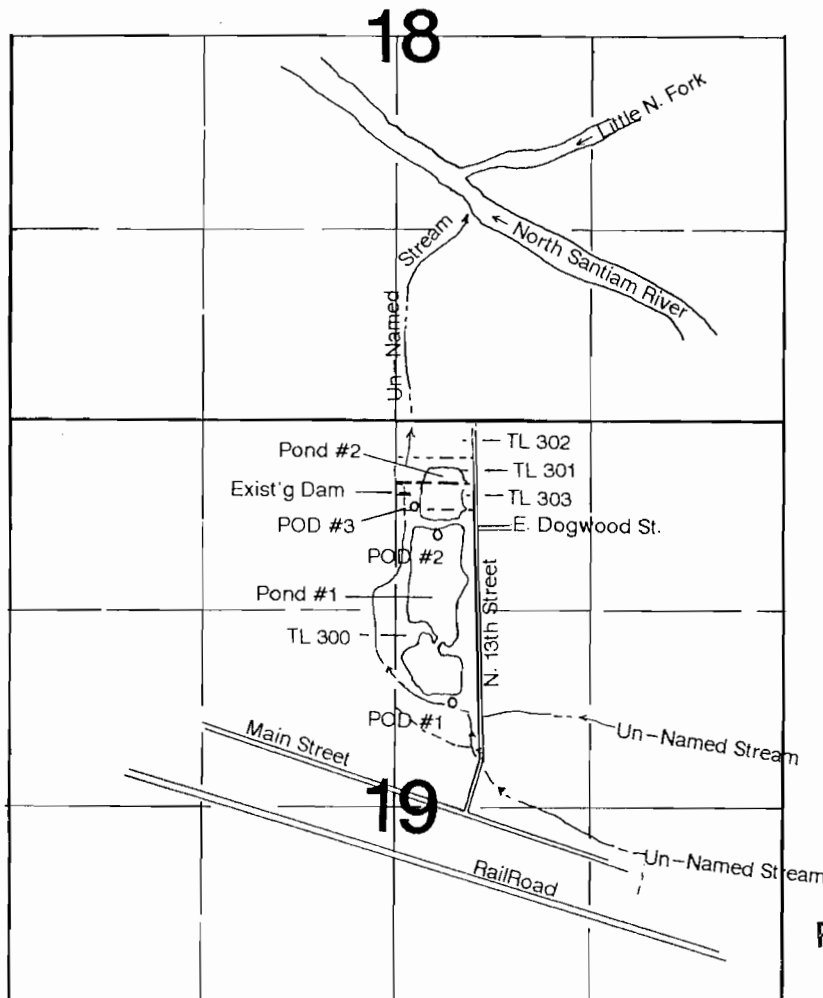 18
Little N. Fork
North Santiam River
Stream
Un-Named
TL 302
Pond #2
TL 301
Exist'g Dam
TL 303
POD #3
E. Dogwood St.
POD #2
Pond #1
TL 300
N. 13th Street
POD #1
Un-Named Stream
Main Street
19
Un-Named Stream
RailRoad